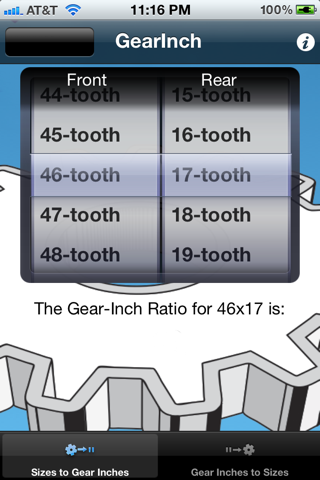 AT&T 11:16 PM 100%
GearInch
Front Rear
44-tooth 15-tooth
45-tooth 16-tooth
46-tooth 17-tooth
47-tooth 18-tooth
48-tooth 19-tooth
The Gear-Inch Ratio for 46x17 is:
Sizes to Gear Inches Gear Inches to Sizes